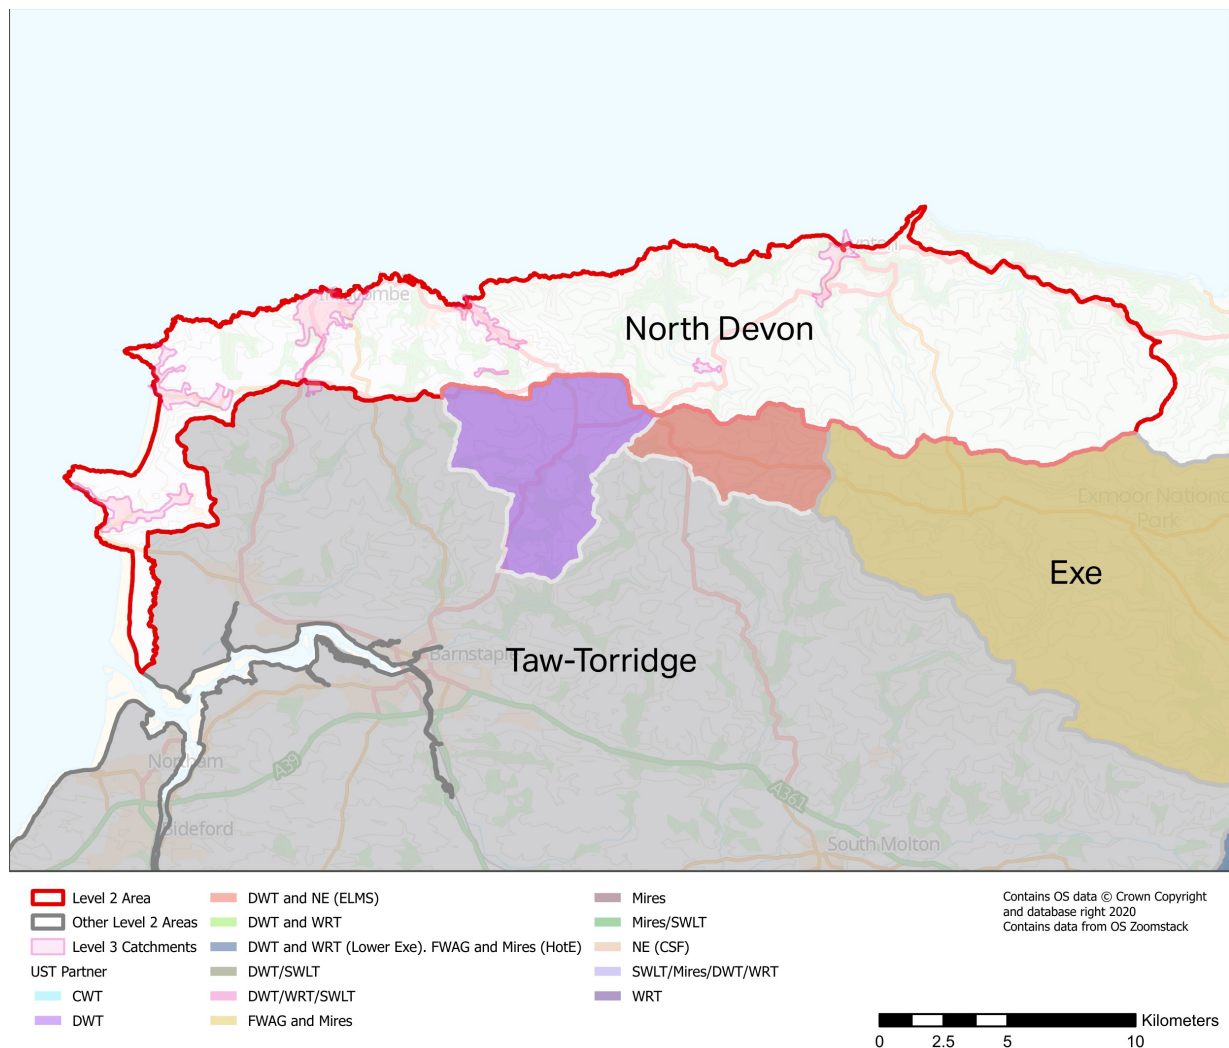 North Devon
Exmoor National
Park
Exe
Barnstaple
Taw-Torridge
Northam
A39
A361
Bideford
South Molton
Level 2 Area
Other Level 2 Areas
Level 3 Catchments
UST Partner
CWT
DWT
DWT and NE (ELMS)
DWT and WRT
DWT and WRT (Lower Exe). FWAG and Mires (HotE)
DWT/SWLT
DWT/WRT/SWLT
FWAG and Mires
Mires
Mires/SWLT
NE (CSF)
SWLT/Mires/DWT/WRT
WRT
Contains OS data © Crown Copyright
and database right 2020
Contains data from OS Zoomstack
Kilometers
0 2.5 5 10